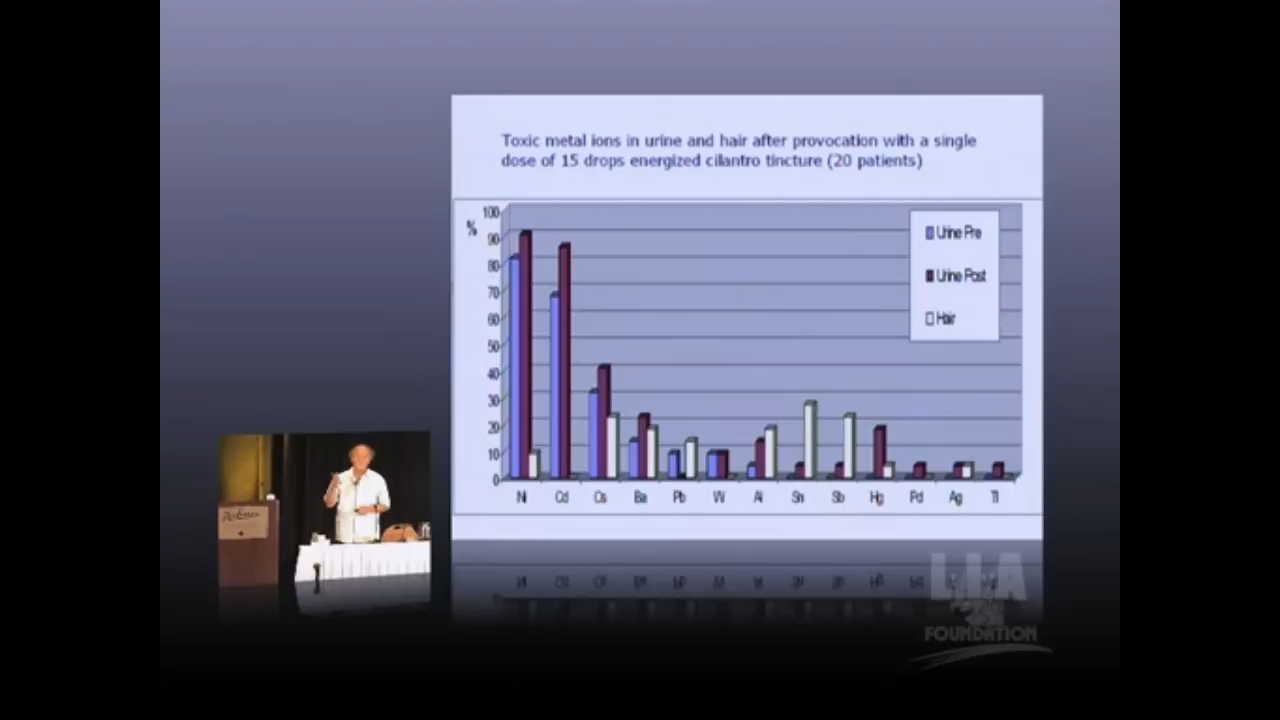 Toxic metal ions in urine and hair after provocation with a single
dose of 15 drops energized cilantro tincture (20 patients)
%
100
90
80
70
60
50
40
30
20
10
0
Urine Pre
Urine Post
Hair
Ni Cd Cs Ba Pb W Al Sn Sb Hg Pd Ag Tl
Radisson
LIA
FOUNDATION